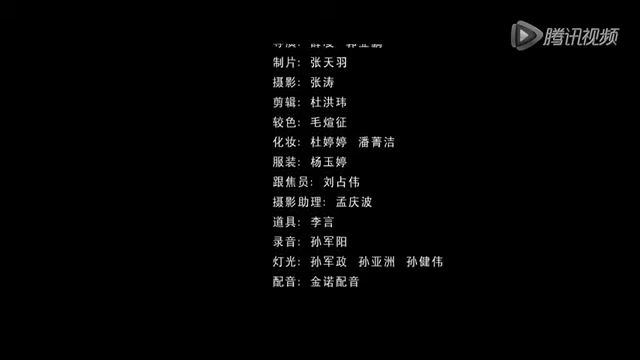 腾讯视频
制片：张天羽
摄影：张涛
剪辑：杜洪玮
较色：毛煊征
化妆：杜婷婷 潘菁洁
服装：杨玉婷
跟焦员：刘占伟
摄影助理：孟庆波
道具：李言
录音：孙军阳
灯光：孙军政 孙亚洲 孙健伟
配音：金诺配音